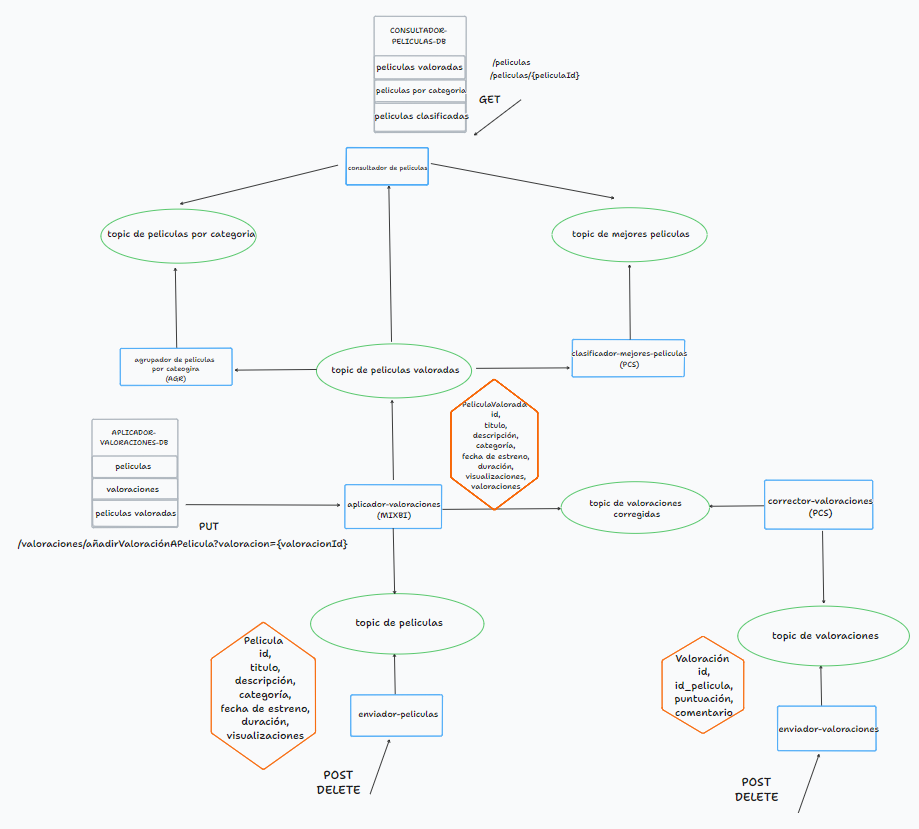 CONSULTADOR-
PELICULAS-DB
peliculas valoradas
peliculas por categoria
peliculas clasificadas
/peliculas
/peliculas/{peliculaId}
GET
consultador de peliculas
topic de peliculas por categoria
topic de mejores peliculas
agrupador de peliculas
por cateogira
(AGR)
topic de peliculas valoradas
clasificador-mejores-peliculas
(PCS)
PeliculaValorada
id,
titulo,
descripción,
categoría,
fecha de estreno,
duración,
visualizaciones,
valoraciones
APLICADOR-
VALORACIONES-DB
peliculas
valoraciones
peliculas valoradas
PUT
/valoraciones/añadirValoraciónAPelicula?valoracion={valoracionId}
aplicador-valoraciones
(MIXBI)
topic de valoraciones
corregidas
corrector-valoraciones
(PCS)
topic de peliculas
topic de valoraciones
Pelicula
id,
titulo,
descripción,
categoría,
fecha de estreno,
duración,
visualizaciones
enviador-peliculas
POST
DELETE
Valoración
id,
id_pelicula,
puntuación,
comentario
enviador-valoraciones
POST
DELETE